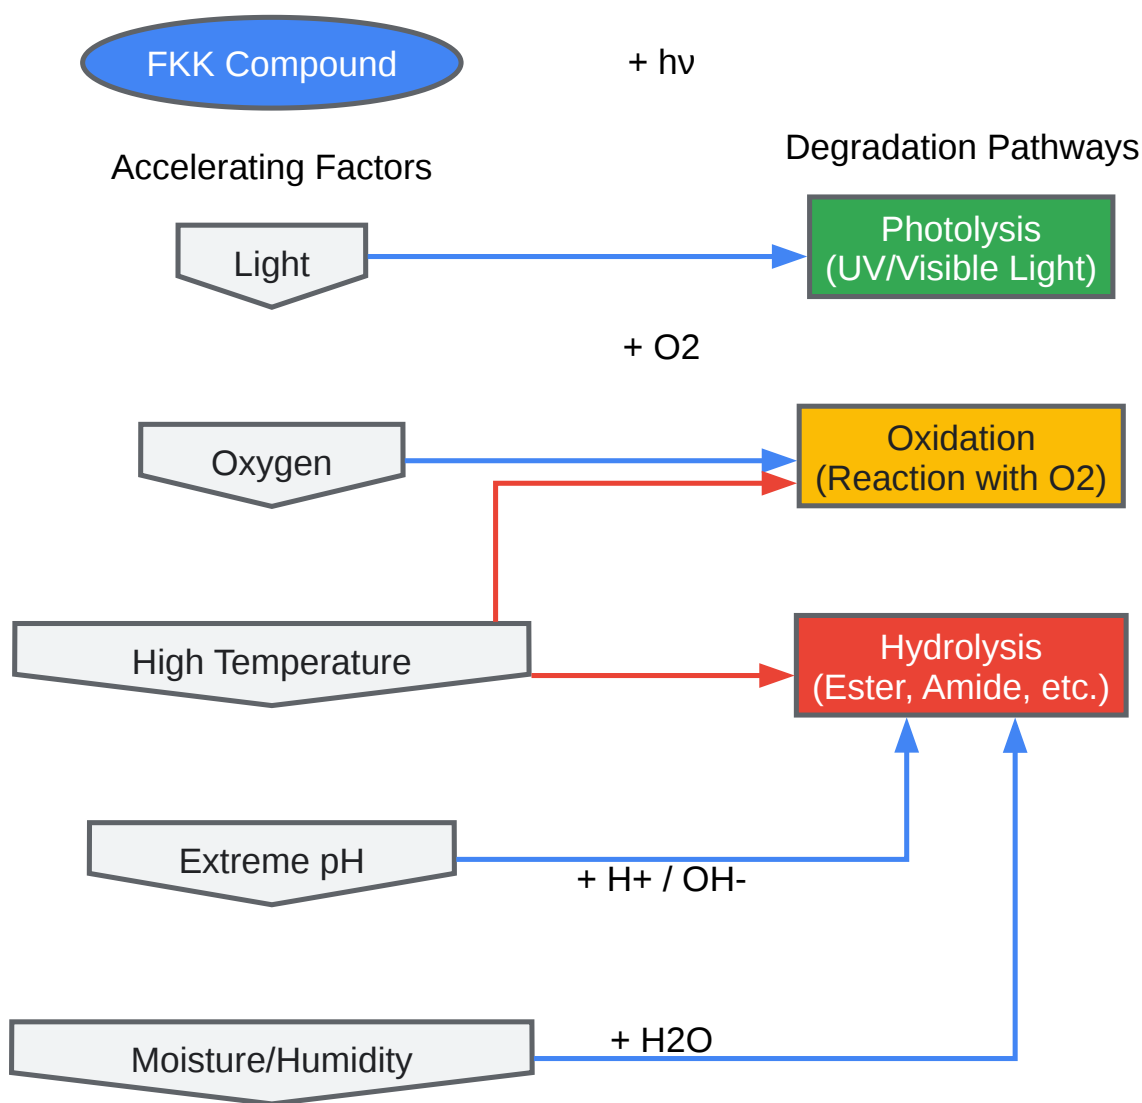 FKK Compound
+ hν
Accelerating Factors
Degradation Pathways
Light
Photolysis
(UV/Visible Light)
+ O2
Oxygen
Oxidation
(Reaction with O2)
High Temperature
Hydrolysis
(Ester, Amide, etc.)
Extreme pH
+ H+ / OH-
Moisture/Humidity
+ H2O